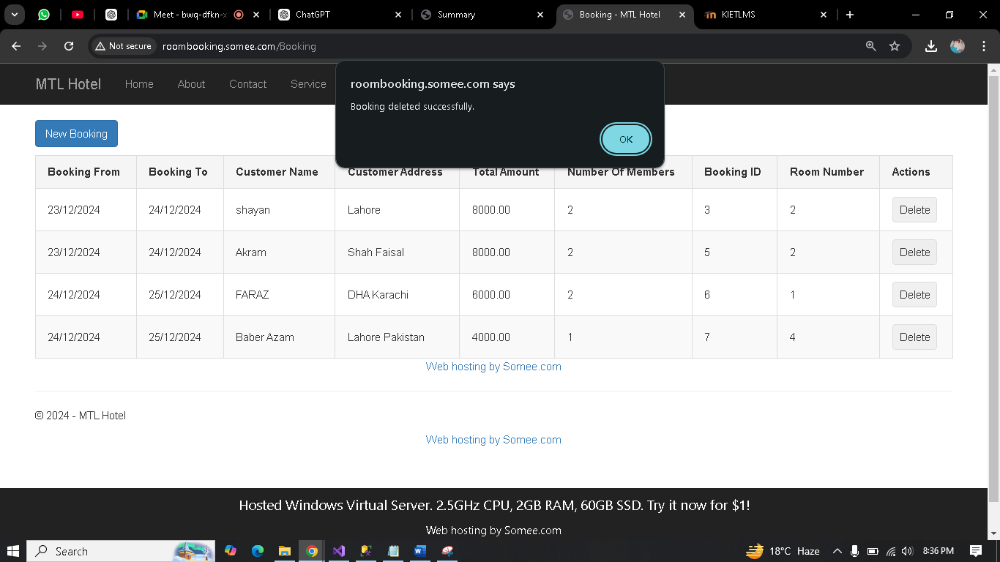 Meet - bwq-dfkn-x
ChatGPT
Summary
Booking - MTL Hotel
KIETLMS
Not secure
roombooking.somee.com/Booking
MTL Hotel
Home
About
Contact
Service
roombooking.somee.com says
Booking deleted successfully.
OK
New Booking
Booking From Booking To Customer Name Customer Address Total Amount Number Of Members Booking ID Room Number Actions
23/12/2024 24/12/2024 shayan Lahore 8000.00 2 3 2 Delete
23/12/2024 24/12/2024 Akram Shah Faisal 8000.00 2 5 2 Delete
24/12/2024 25/12/2024 FARAZ DHA Karachi 6000.00 2 6 1 Delete
24/12/2024 25/12/2024 Baber Azam Lahore Pakistan 4000.00 1 7 4 Delete
Web hosting by Somee.com
© 2024 - MTL Hotel
Web hosting by Somee.com
Hosted Windows Virtual Server. 2.5GHz CPU, 2GB RAM, 60GB SSD. Try it now for $1!
Web hosting by Somee.com
Search
18°C Haze
8:36 PM